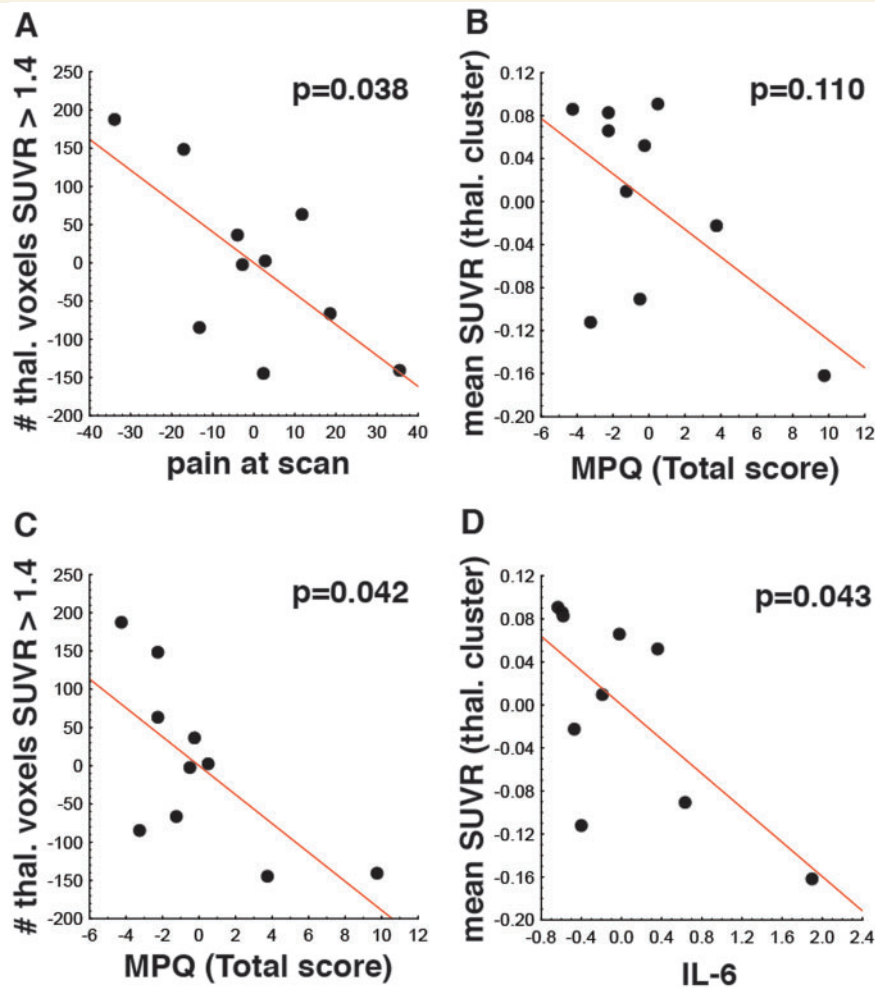 A
# thal. voxels SUVR > 1.4
250
200
150
100
50
0
-50
-100
-150
-200
p=0.038
-40 -30 -20 -10 0 10 20 30 40
pain at scan
B
mean SUVR (thal. cluster)
0.12
0.08
0.04
0.00
-0.04
-0.08
-0.12
-0.16
-0.20
p=0.110
-6 -4 -2 0 2 4 6 8 10 12
MPQ (Total score)
C
# thal. voxels SUVR > 1.4
250
200
150
100
50
0
-50
-100
-150
-200
p=0.042
-6 -4 -2 0 2 4 6 8 10 12
MPQ (Total score)
D
mean SUVR (thal. cluster)
0.12
0.08
0.04
0.00
-0.04
-0.08
-0.12
-0.16
-0.20
p=0.043
-0.8 -0.4 0.0 0.4 0.8 1.2 1.6 2.0 2.4
IL-6